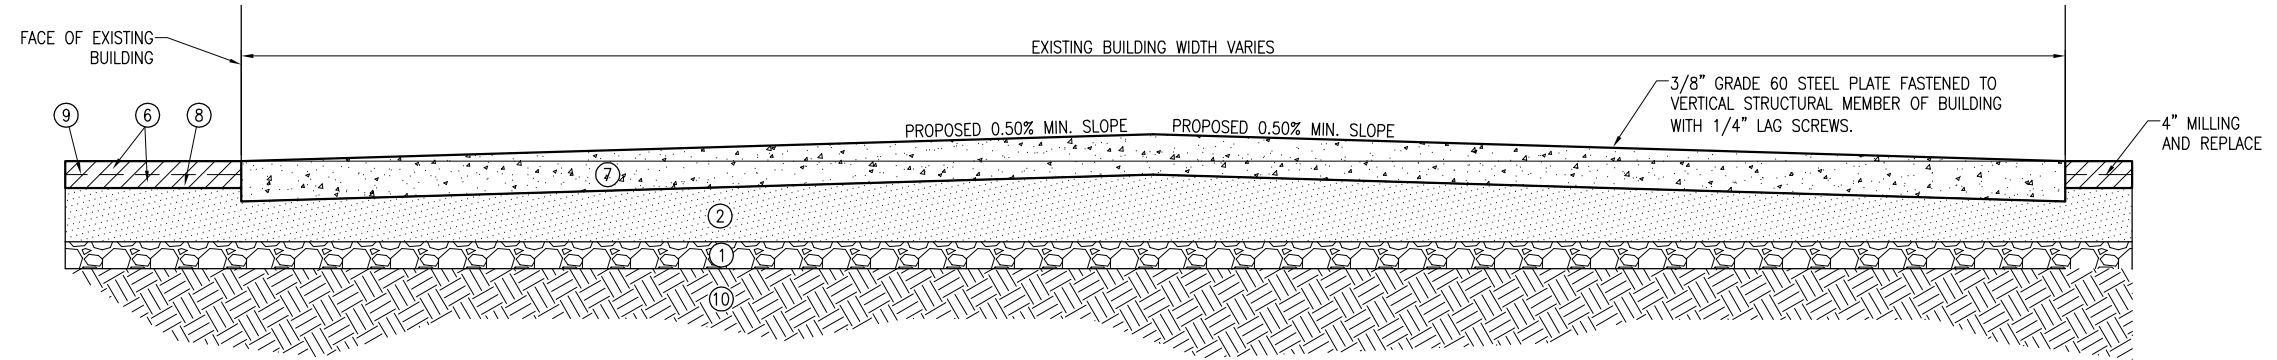 FACE OF EXISTING
BUILDING
EXISTING BUILDING WIDTH VARIES
3/8" GRADE 60 STEEL PLATE FASTENED TO
VERTICAL STRUCTURAL MEMBER OF BUILDING
WITH 1/4" LAG SCREWS.
9
6
8
PROPOSED 0.50% MIN. SLOPE
PROPOSED 0.50% MIN. SLOPE
4" MILLING
AND REPLACE
7
2
1
10